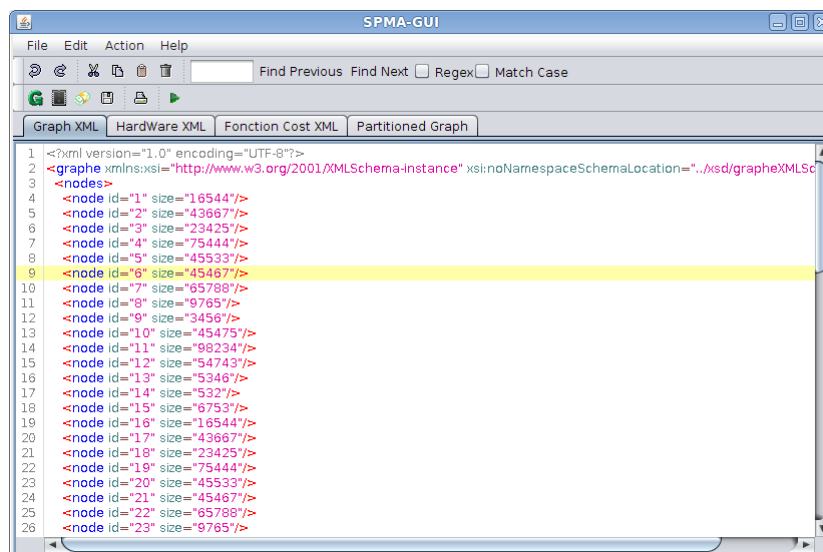 SPMA-GUI
File Edit Action Help
Find Previous Find Next Regex Match Case
Graph XML HardWare XML Fonction Cost XML Partitioned Graph
1 <?xml version="1.0" encoding="UTF-8"?>
2 <graphe xmlns:xsi="http://www.w3.org/2001/XMLSchema-instance" xsi:noNamespaceSchemaLocation="../xsd/grapheXMLSc
3 <nodes>
4 <node id="1" size="16544"/>
5 <node id="2" size="43667"/>
6 <node id="3" size="23425"/>
7 <node id="4" size="75444"/>
8 <node id="5" size="45533"/>
9 <node id="6" size="45467"/>
10 <node id="7" size="65788"/>
11 <node id="8" size="9765"/>
12 <node id="9" size="3456"/>
13 <node id="10" size="45475"/>
14 <node id="11" size="98234"/>
15 <node id="12" size="54743"/>
16 <node id="13" size="5346"/>
17 <node id="14" size="532"/>
18 <node id="15" size="6753"/>
19 <node id="16" size="16544"/>
20 <node id="17" size="43667"/>
21 <node id="18" size="23425"/>
22 <node id="19" size="75444"/>
23 <node id="20" size="45533"/>
24 <node id="21" size="45467"/>
25 <node id="22" size="65788"/>
26 <node id="23" size="9765"/>